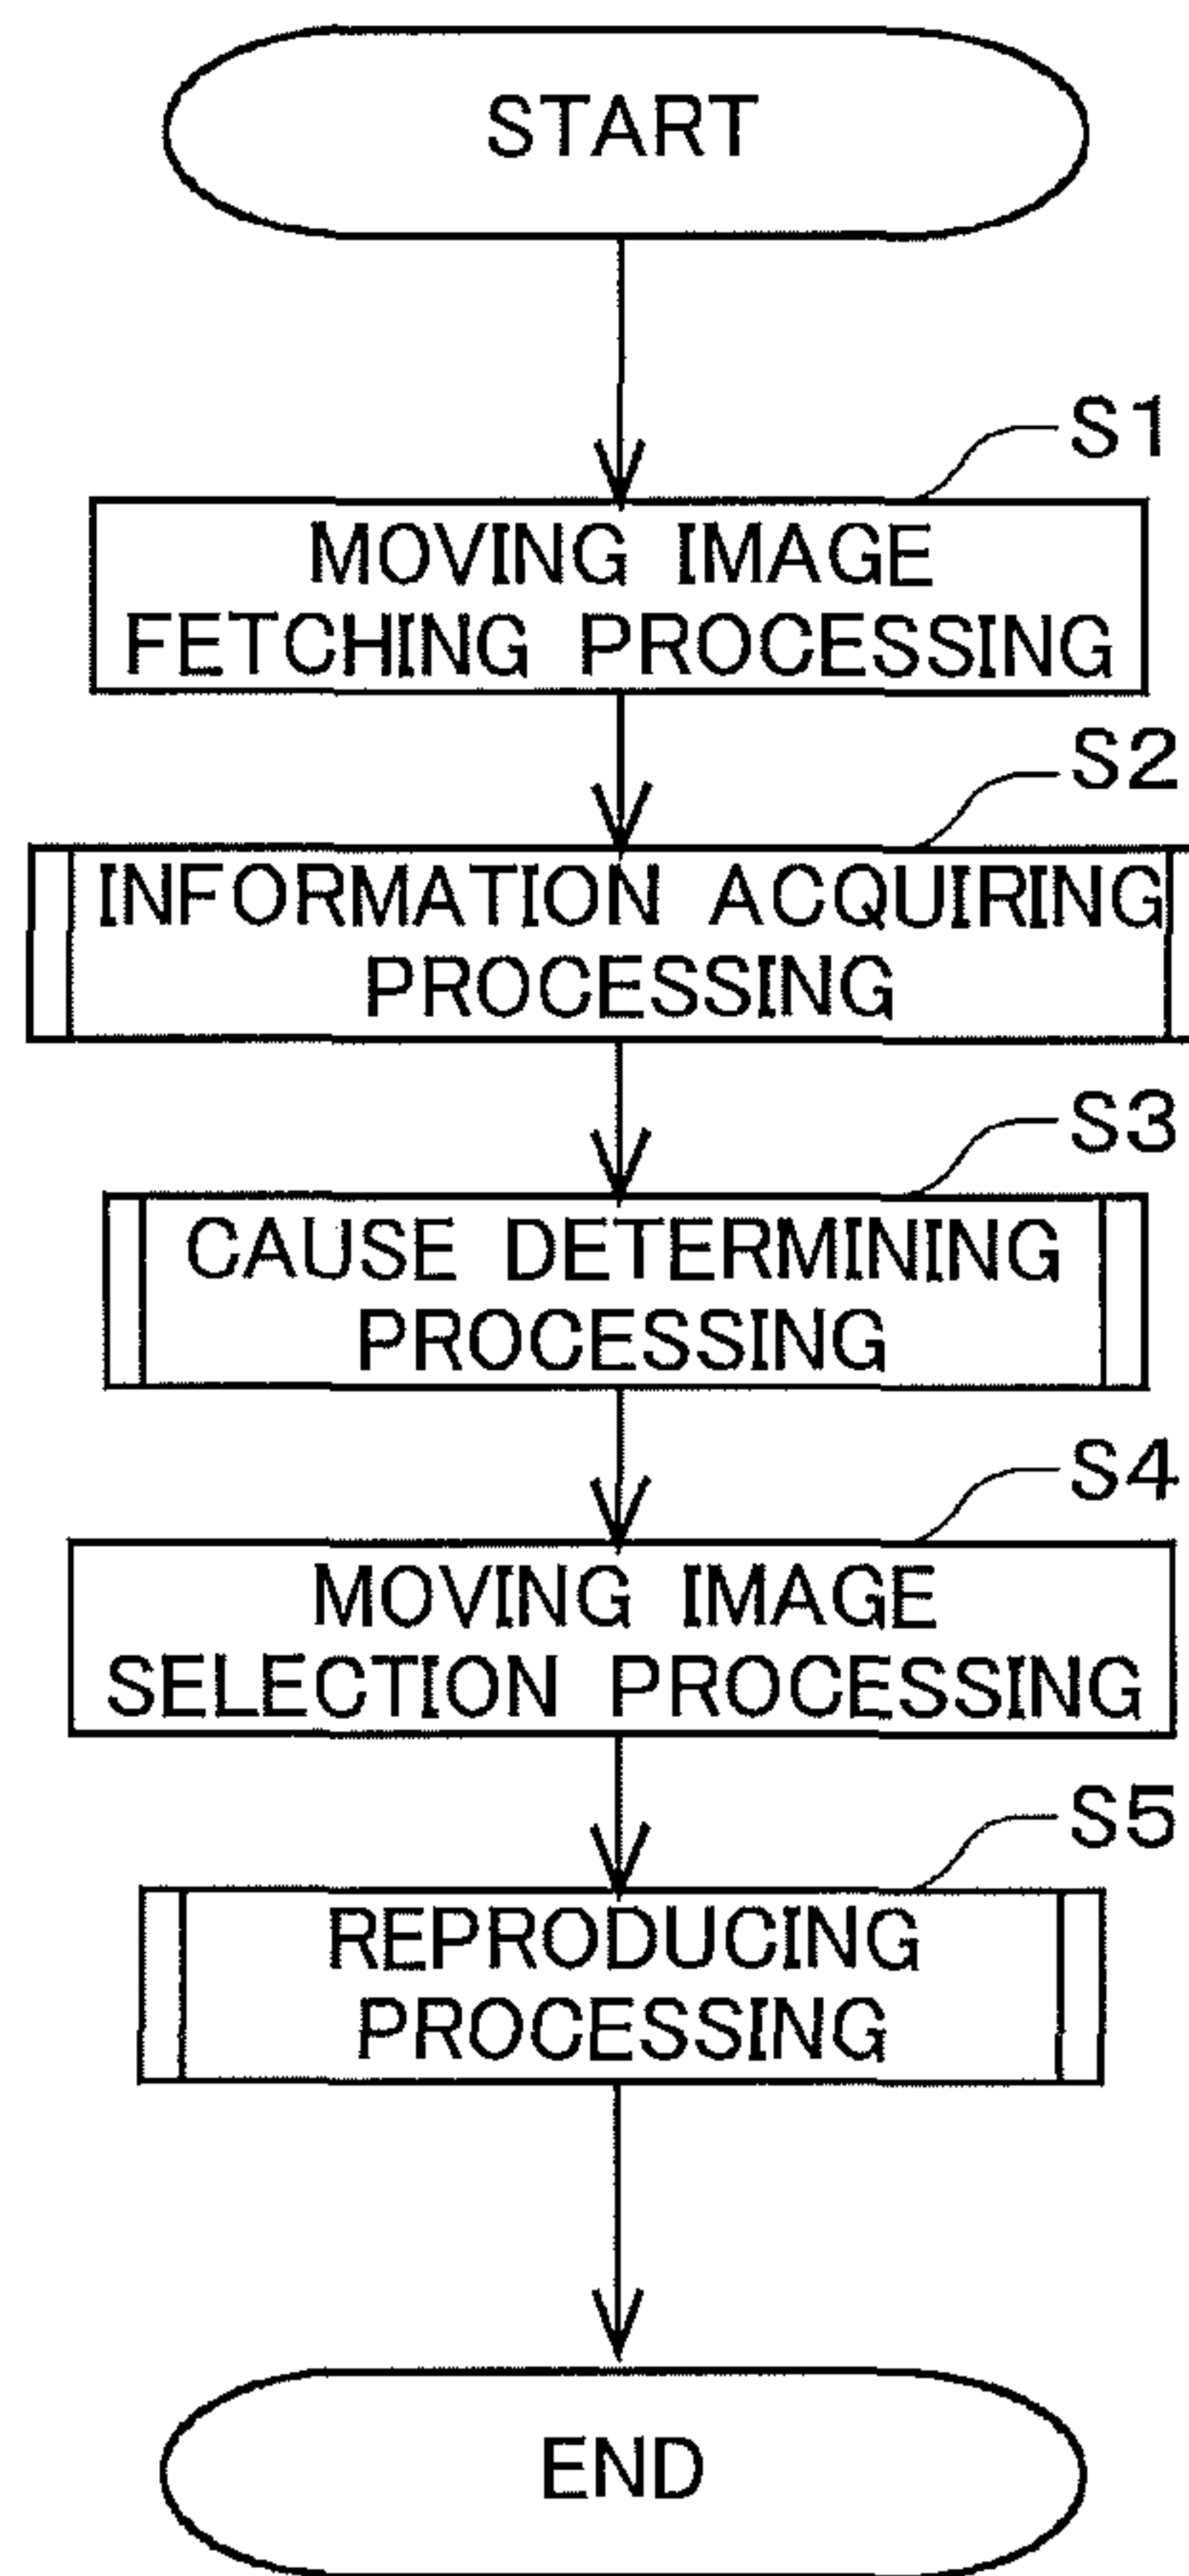 START
S1
MOVING IMAGE
FETCHING PROCESSING
S2
INFORMATION ACQUIRING
PROCESSING
S3
CAUSE DETERMINING
PROCESSING
S4
MOVING IMAGE
SELECTION PROCESSING
S5
REPRODUCING
PROCESSING
END